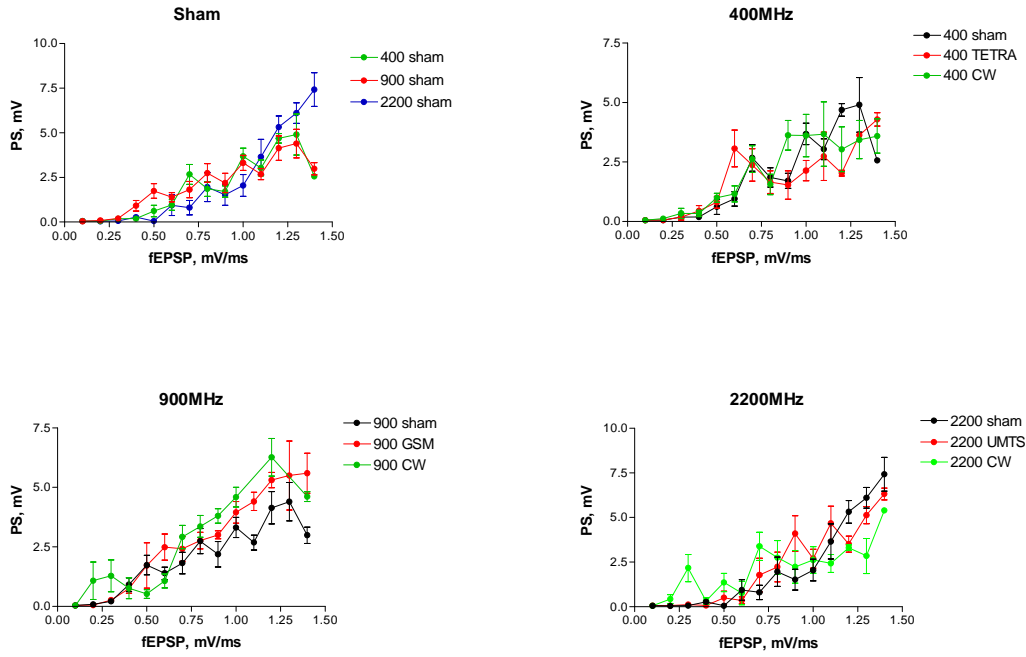 Sham
10.0
7.5
5.0
2.5
0.0
PS, mV
0.00 0.25 0.50 0.75 1.00 1.25 1.50
fEPSP, mV/ms
400 sham
900 sham
2200 sham
400MHz
7.5
5.0
2.5
0.0
PS, mV
0.00 0.25 0.50 0.75 1.00 1.25 1.50
fEPSP, mV/ms
400 sham
400 TETRA
400 CW
900MHz
7.5
5.0
2.5
0.0
PS, mV
0.00 0.25 0.50 0.75 1.00 1.25 1.50
fEPSP, mV/ms
900 sham
900 GSM
900 CW
2200MHz
10.0
7.5
5.0
2.5
0.0
PS, mV
0.00 0.25 0.50 0.75 1.00 1.25 1.50
fEPSP, mV/ms
2200 sham
2200 UMTS
2200 CW